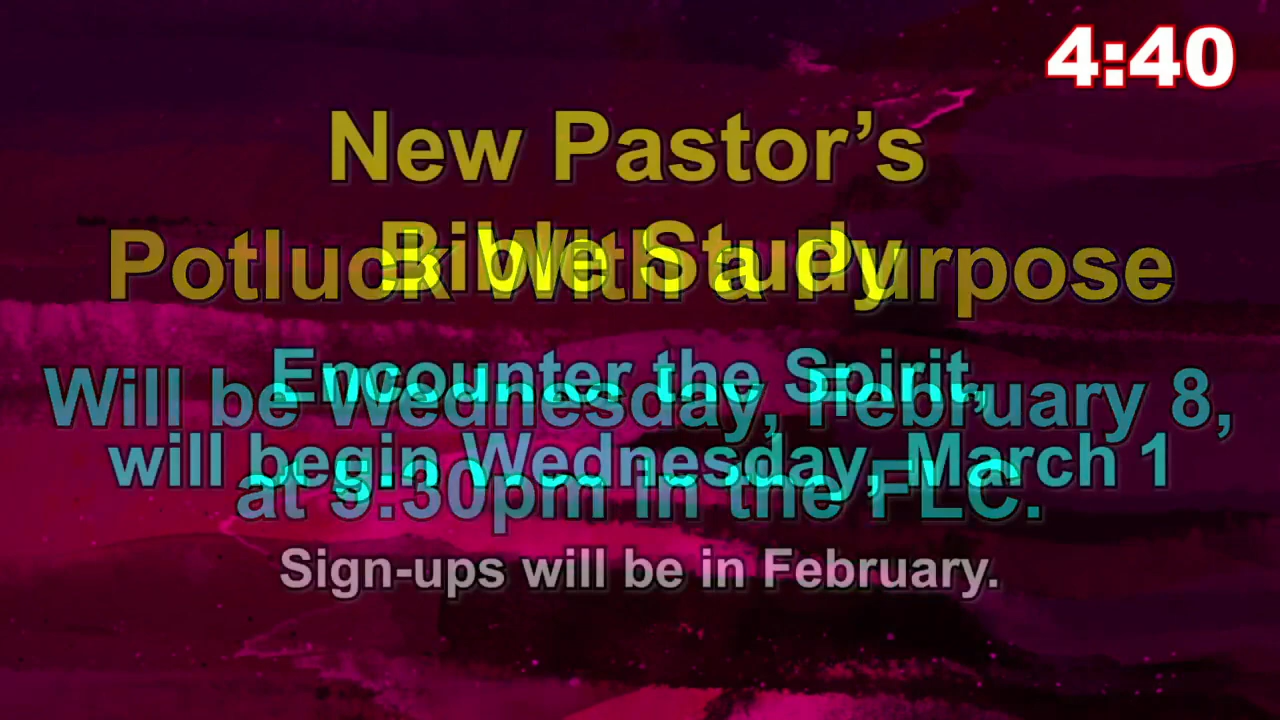 4:40
New Pastor’s
Bible Study
Potluck With a Purpose
Encounter the Spirit,
Will be Wednesday, February 8,
will begin Wednesday, March 1
at 5:30pm in the FLC.
Sign-ups will be in February.